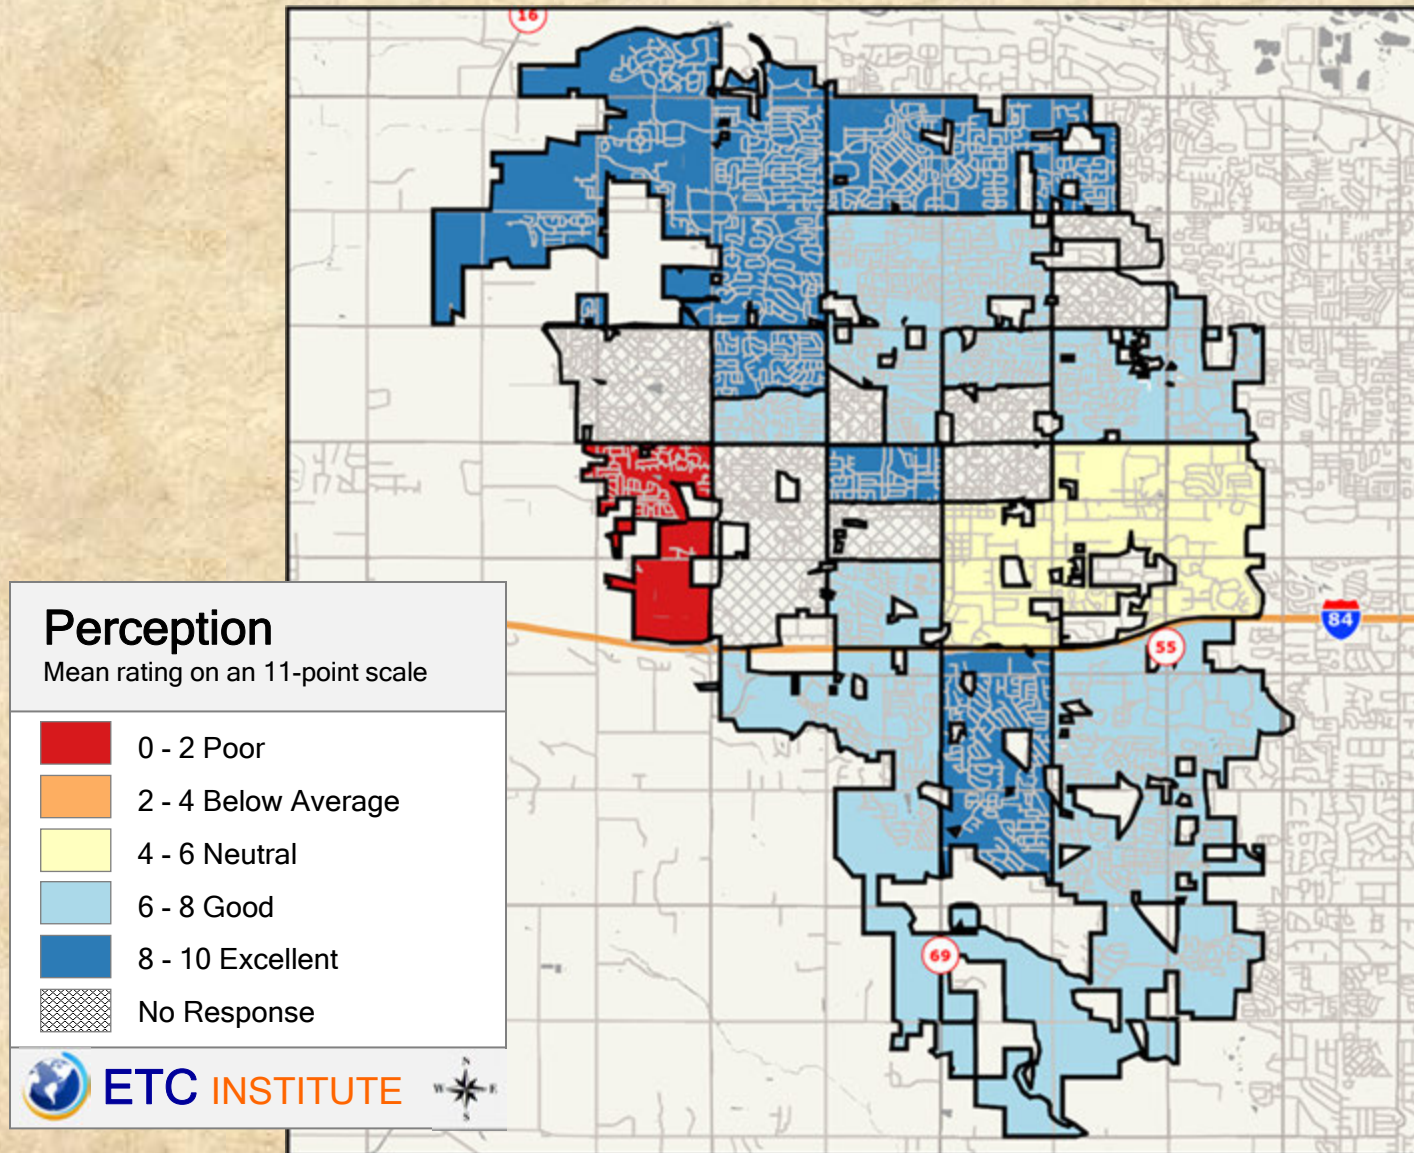 16
84
55
69
Perception
Mean rating on an 11-point scale
0 - 2 Poor
2 - 4 Below Average
4 - 6 Neutral
6 - 8 Good
8 - 10 Excellent
No Response
ETC INSTITUTE
N
W E
S